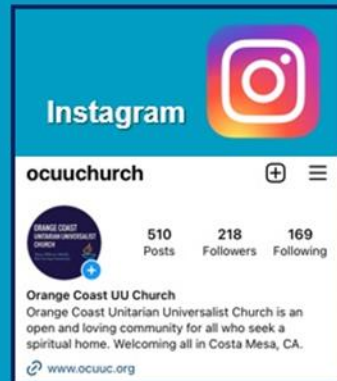 Instagram
ocuuchurch
ORANGE COAST
UNITARIAN UNIVERSALIST
CHURCH
510 218 169
Posts Followers Following
Orange Coast UU Church
Orange Coast Unitarian Universalist Church is an
open and loving community for all who seek a
spiritual home. Welcoming all in Costa Mesa, CA.
www.ocuuc.org